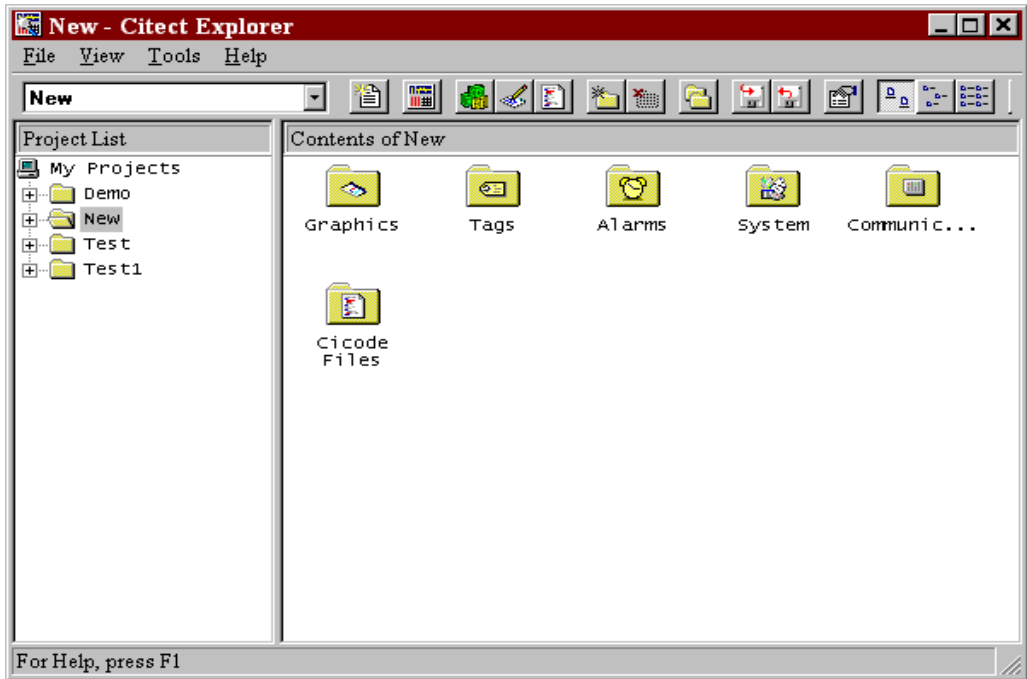 New - Citect Explorer
File View Tools Help
New
Project List
Contents of New
My Projects
Demo
New
Test
Test1
Graphics
Tags
Alarms
System
Communic...
Cicode
Files
For Help, press F1